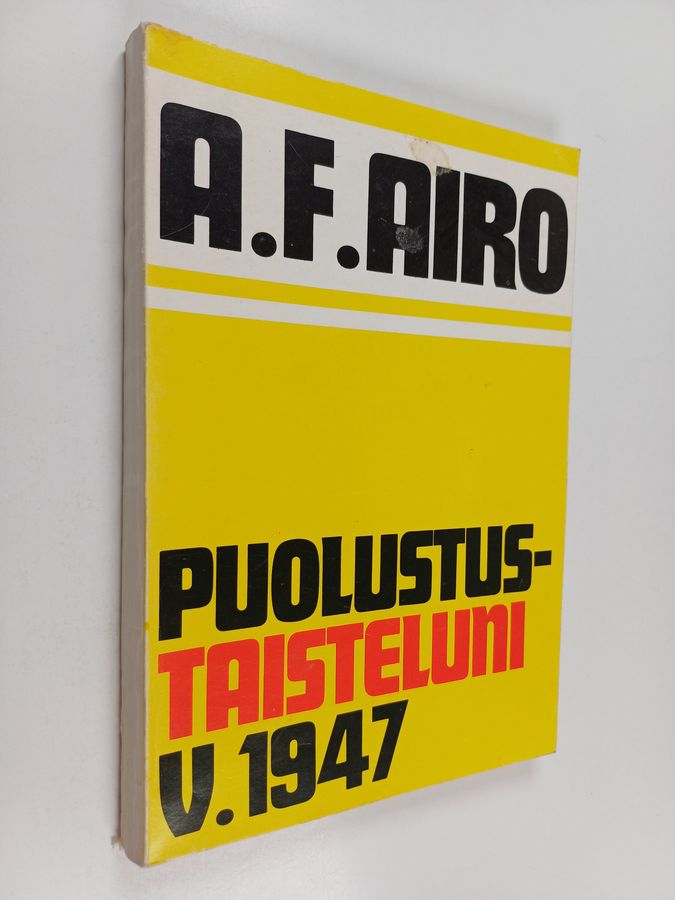 A.F.AIRO
PUOLUSTUS-
TAISTELUNI
V.1947